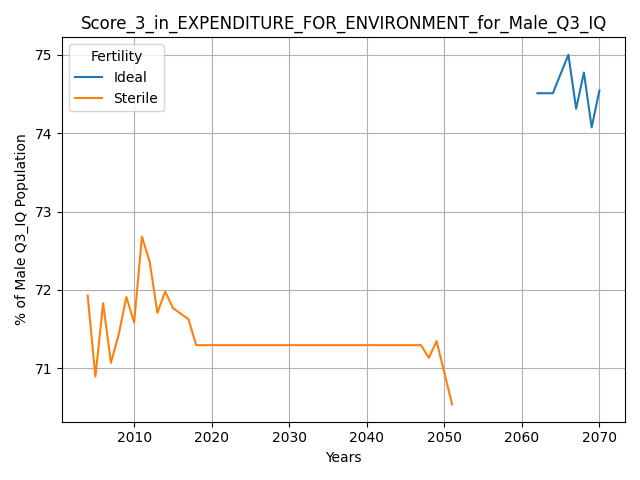 Score_3_in_EXPENDITURE_FOR_ENVIRONMENT_for_Male_Q3_IQ
Fertility
Ideal
Sterile
% of Male Q3_IQ Population
75
74
73
72
71
2010 2020 2030 2040 2050 2060 2070
Years